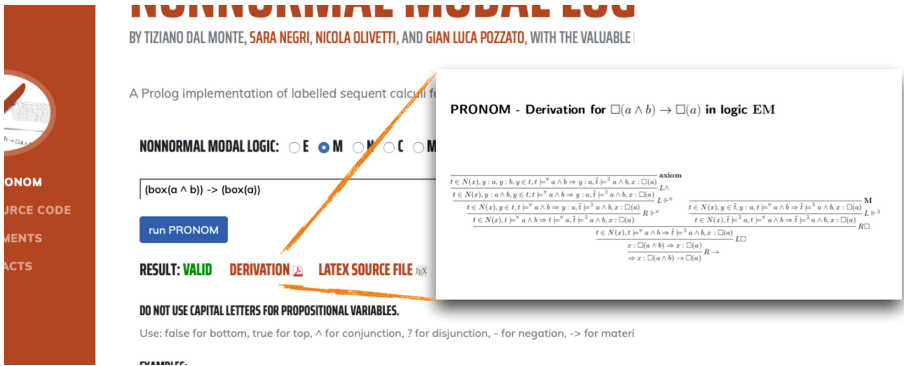 NONNORMAL MODAL LOG
BY TIZIANO DAL MONTE, SARA NEGRI, NICOLA OLIVETTI, AND GIAN LUCA POZZATO, WITH THE VALUABLE
A Prolog implementation of labelled sequent calculi f
NONNORMAL MODAL LOGIC: E M N C M
(box(a ^ b)) -> (box(a))
run PRONOM
RESULT: VALID DERIVATION LATEX SOURCE FILE
DO NOT USE CAPITAL LETTERS FOR PROPOSITIONAL VARIABLES.
Use: false for bottom, true for top, ^ for conjunction, ? for disjunction, - for negation, -> for materi
EXAMPLES:
ONOM
URCE CODE
MENTS
ACTS
PRONOM - Derivation for □(a ∧ b) → □(a) in logic EM
t ∈ N(x), y : a, y : b, y ∈ t, t ⊨∀ a ∧ b ⇒ y : a, t̄ ⊨∃ a ∧ b, x : □(a) axiom
t ∈ N(x), y : a ∧ b, y ∈ t, t ⊨∀ a ∧ b ⇒ y : a, t̄ ⊨∃ a ∧ b, x : □(a) L∧
t ∈ N(x), y ∈ t, t ⊨∀ a ∧ b ⇒ y : a, t̄ ⊨∃ a ∧ b, x : □(a) L ⊩∀ t ∈ N(x), y ∈ t̄, y : a, t ⊨∀ a ∧ b ⇒ t̄ ⊨∃ a ∧ b, x : □(a) M
t ∈ N(x), t ⊨∀ a ∧ b ⇒ t ⊨∀ a, t̄ ⊨∃ a ∧ b, x : □(a) R ⊩∀ t ∈ N(x), t̄ ⊨∃ a, t ⊨∀ a ∧ b ⇒ t̄ ⊨∃ a ∧ b, x : □(a) L ⊩∃
t ∈ N(x), t ⊨∀ a ∧ b ⇒ t̄ ⊨∃ a ∧ b, x : □(a) R□
x : □(a ∧ b) ⇒ x : □(a) L□
⇒ x : □(a ∧ b) → □(a) R →